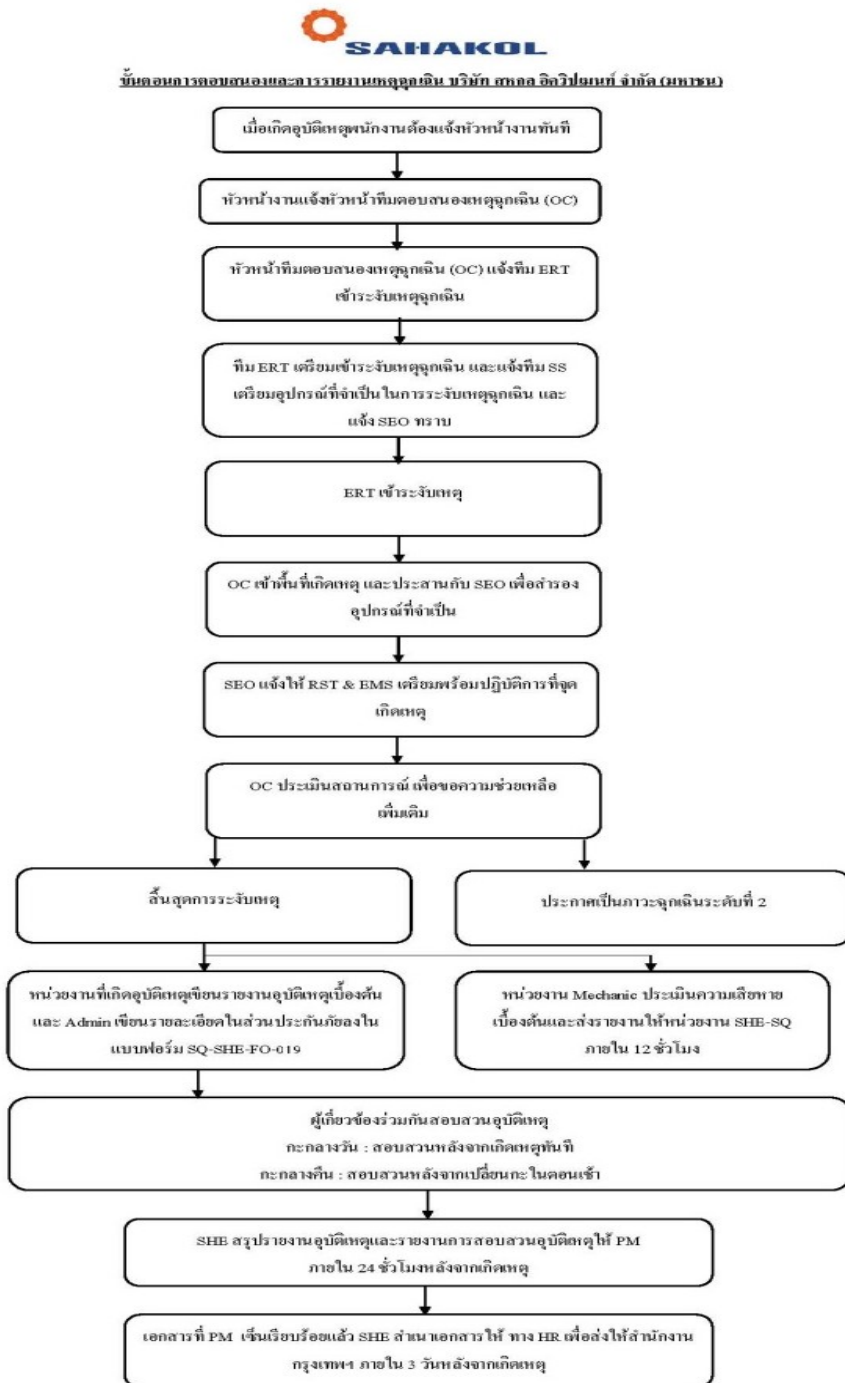 SAHAKOL
ขั้นตอนการตอบสนองและการรายงานเหตุฉุกเฉิน บริษัท สหกล อิควิปเมนท์ จำกัด (มหาชน)
เมื่อเกิดอุบัติเหตุพนักงานต้องแจ้งหัวหน้างานทันที
หัวหน้างานแจ้งหัวหน้าทีมตอบสนองเหตุฉุกเฉิน (OC)
หัวหน้าทีมตอบสนองเหตุฉุกเฉิน (OC) แจ้งทีม ERT
เข้าระงับเหตุฉุกเฉิน
ทีม ERT เตรียมเข้าระงับเหตุฉุกเฉิน และแจ้งทีม SS
เตรียมอุปกรณ์ที่จำเป็นในการระงับเหตุฉุกเฉิน และ
แจ้ง SEO ทราบ
ERT เข้าระงับเหตุ
OC เข้าพื้นที่เกิดเหตุ และประสานกับ SEO เพื่อสำรอง
อุปกรณ์ที่จำเป็น
SEO แจ้งให้ RST & EMS เตรียมพร้อมปฏิบัติการที่จุด
เกิดเหตุ
OC ประเมินสถานการณ์ เพื่อขอความช่วยเหลือ
เพิ่มเติม
สิ้นสุดการระงับเหตุ
ประกาศเป็นภาวะฉุกเฉินระดับที่ 2
หน่วยงานที่เกิดอุบัติเหตุเขียนรายงานอุบัติเหตุเบื้องต้น
และ Admin เขียนรายละเอียดในส่วนประกันภัยลงใน
แบบฟอร์ม SQ-SHE-FO-019
หน่วยงาน Mechanic ประเมินความเสียหาย
เบื้องต้นและส่งรายงานให้หน่วยงาน SHE-SQ
ภายใน 12 ชั่วโมง
ผู้เกี่ยวข้องร่วมกันสอบสวนอุบัติเหตุ
กะกลางวัน : สอบสวนหลังจากเกิดเหตุทันที
กะกลางคืน : สอบสวนหลังจากเปลี่ยนกะในตอนเช้า
SHE สรุปรายงานอุบัติเหตุและรายงานการสอบสวนอุบัติเหตุให้ PM
ภายใน 24 ชั่วโมงหลังจากเกิดเหตุ
เอกสารที่ PM เซ็นเรียบร้อยแล้ว SHE สำเนาเอกสารให้ ทาง HR เพื่อส่งให้สำนักงาน
กรุงเทพฯ ภายใน 3 วันหลังจากเกิดเหตุ